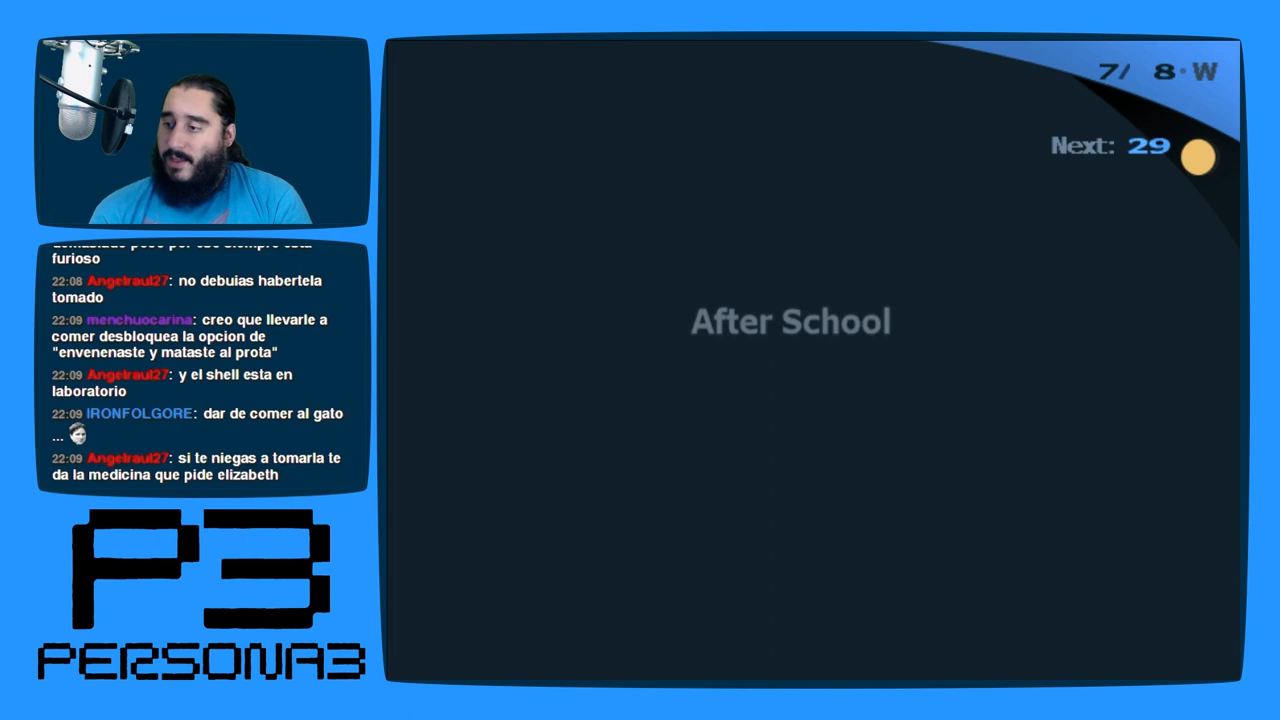 7/ 8·W
Next: 29
After School
furioso
22:08 Angelraul27: no debuias habertela
tomado
22:09 menchuocarina: creo que llevarle a
comer desbloquea la opcion de
"envenenaste y mataste al prota"
22:09 Angelraul27: y el shell esta en
laboratorio
22:09 IRONFOLGORE: dar de comer al gato
...
22:09 Angelraul27: si te niegas a tomarla te
da la medicina que pide elizabeth
P3
PERSONA3